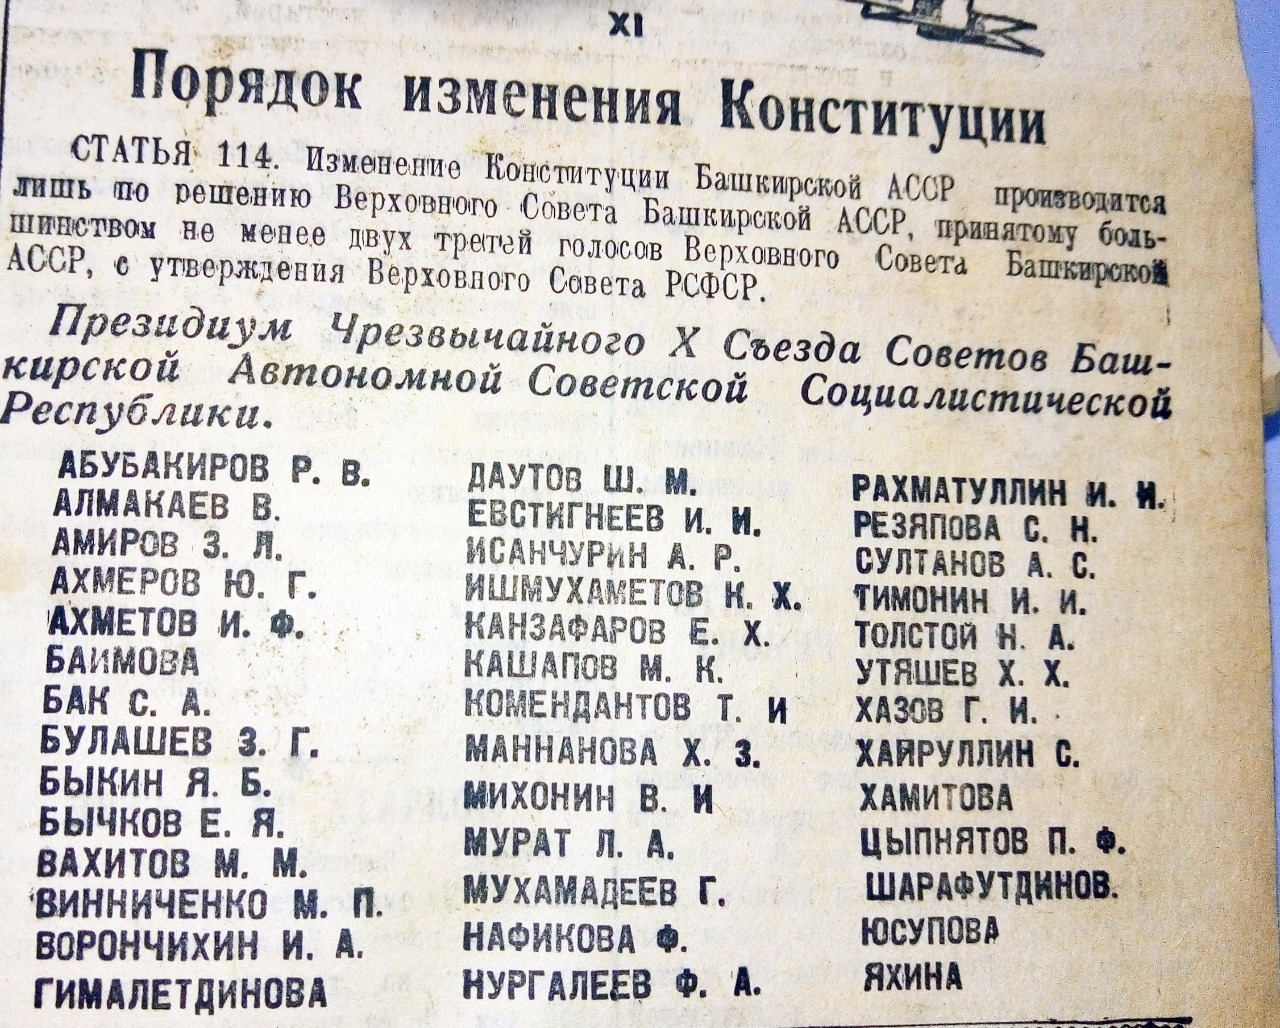 XI
Порядок изменения Конституции
СТАТЬЯ 114. Изменение Конституции Башкирской АССР производится
лишь по решению Верховного Совета Башкирской АССР, принятому боль-
шинством не менее двух третей голосов Верховного Совета Башкирской
АССР, с утверждения Верховного Совета РСФСР.
Президиум Чрезвычайного X Съезда Советов Баш-
кирской Автономной Советской Социалистической
Республики.
АБУБАКИРОВ Р. В.
АЛМАКАЕВ В.
АМИРОВ З. Л.
АХМЕРОВ Ю. Г.
АХМЕТОВ И. Ф.
БАИМОВА
БАК С. А.
БУЛАШЕВ З. Г.
БЫКИН Я. Б.
БЫЧКОВ Е. Я.
ВАХИТОВ М. М.
ВИННИЧЕНКО М. П.
ВОРОНЧИХИН И. А.
ГИМАЛЕТДИНОВА
ДАУТОВ Ш. М.
ЕВСТИГНЕЕВ И. И.
ИСАНЧУРИН А. Р.
ИШМУХАМЕТОВ К. Х.
КАНЗАФАРОВ Е. Х.
КАШАПОВ М. К.
КОМЕНДАНТОВ Т. И
МАННАНОВА Х. З.
МИХОНИН В. И
МУРАТ Л. А.
МУХАМАДЕЕВ Г.
НАФИКОВА Ф.
НУРГАЛЕЕВ Ф. А.
РАХМАТУЛЛИН И. И.
РЕЗЯПОВА С. Н.
СУЛТАНОВ А. С.
ТИМОНИН И. И.
ТОЛСТОЙ Н. А.
УТЯШЕВ Х. Х.
ХАЗОВ Г. И.
ХАЙРУЛЛИН С.
ХАМИТОВА
ЦЫПНЯТОВ П. Ф.
ШАРАФУТДИНОВ.
ЮСУПОВА
ЯХИНА